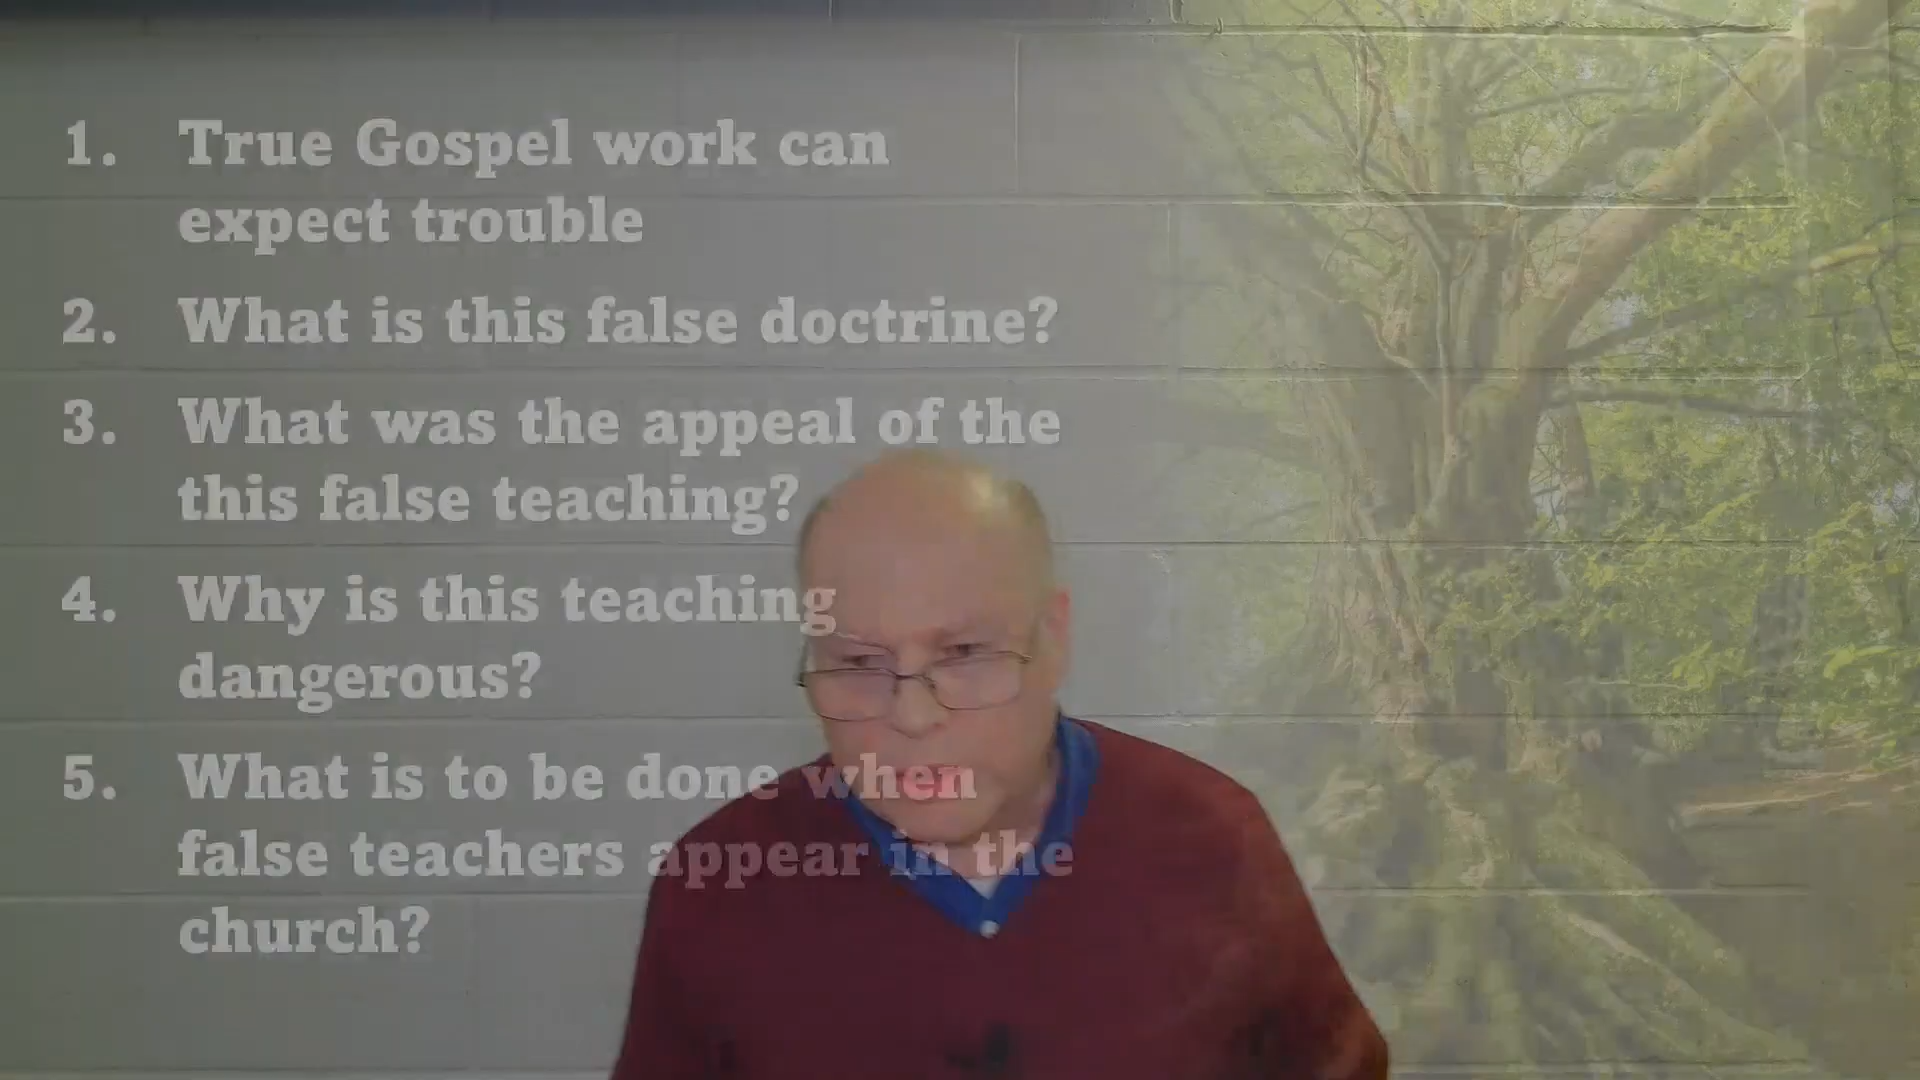 1. True Gospel work can
expect trouble
2. What is this false doctrine?
3. What was the appeal of the
this false teaching?
4. Why is this teaching
dangerous?
5. What is to be done when
false teachers appear in the
church?